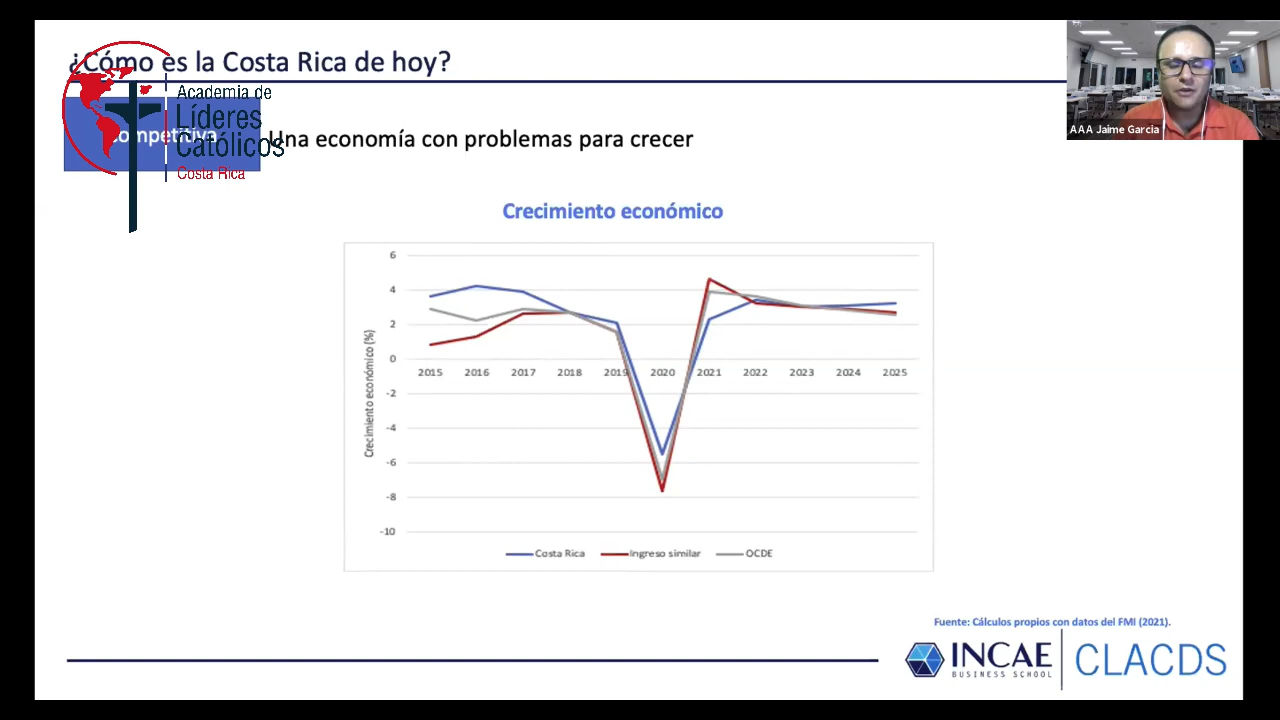 ¿Cómo es la Costa Rica de hoy?
AAA Jaime Garcia
Academia de
Líderes
Católicos
Costa Rica
Competitiva
Una economía con problemas para crecer
Crecimiento económico
Crecimiento económico (%)
6
4
2
0
-2
-4
-6
-8
-10
2015 2016 2017 2018 2019 2020 2021 2022 2023 2024 2025
Costa Rica Ingreso similar OCDE
Fuente: Cálculos propios con datos del FMI (2021).
INCAE
BUSINESS SCHOOL
CLACDS